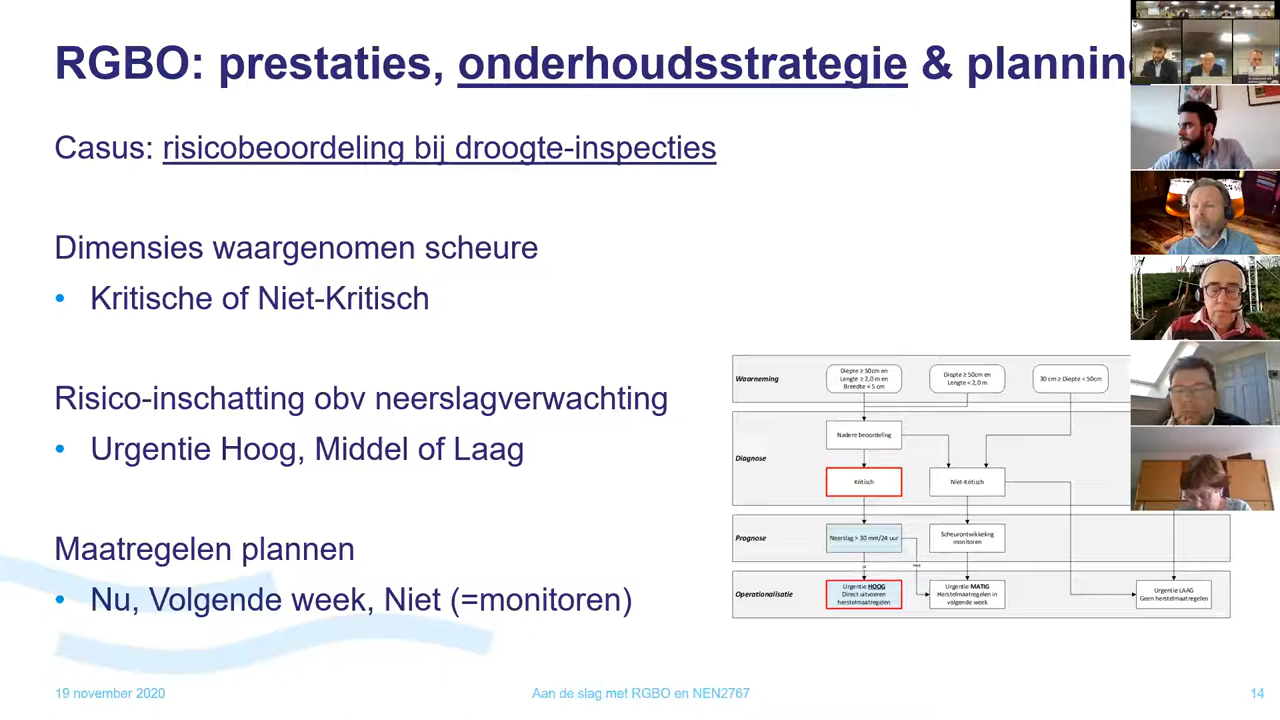 RGBO: prestaties, onderhoudsstrategie & planning
Casus: risicobeoordeling bij droogte-inspecties
Dimensies waargenomen scheure
• Kritische of Niet-Kritisch
Risico-inschatting obv neerslagverwachting
• Urgentie Hoog, Middel of Laag
Maatregelen plannen
• Nu, Volgende week, Niet (=monitoren)
Waarneming
Diepte ≥ 50cm en
Lengte ≥ 2,0 m en
Breedte ≈ 5 cm
Diepte ≥ 50cm en
Lengte < 2,0 m
30 cm ≥ Diepte < 50cm
Diagnose
Nadere beoordeling
Kritisch
Niet-Kritisch
Prognose
Neerslag > 30 mm/24 uur
Scheurontwikkeling
monitoren
ja
nee
Operationalisatie
Urgentie HOOG
Direct uitvoeren
herstelmaatregelen
Urgentie MATIG
Herstelmaatregelen in
volgende week
Urgentie LAAG
Geen herstelmaatregelen
19 november 2020
Aan de slag met RGBO en NEN2767
14